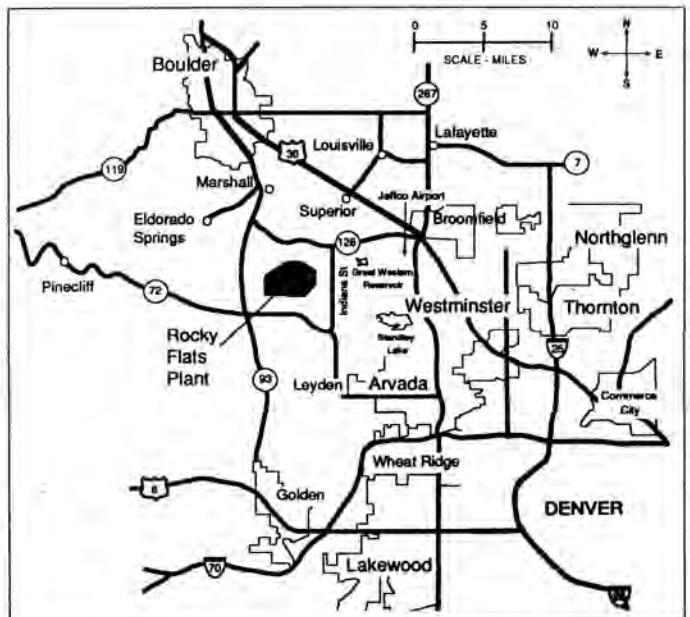 0 5 10
SCALE - MILES
N
W E
S
Boulder
267
36
Louisville
Lafayette
7
119
Marshall
Jeffco Airport
Superior
Broomfield
Eldorado
Springs
128
Northglenn
Indiana St
Great Western
Reservoir
Pinecliff
72
Westminster
Thornton
Rocky
Flats
Plant
Standley
Lake
25
93
Leyden
Arvada
Commerce
City
Wheat Ridge
6
Golden
DENVER
70
Lakewood